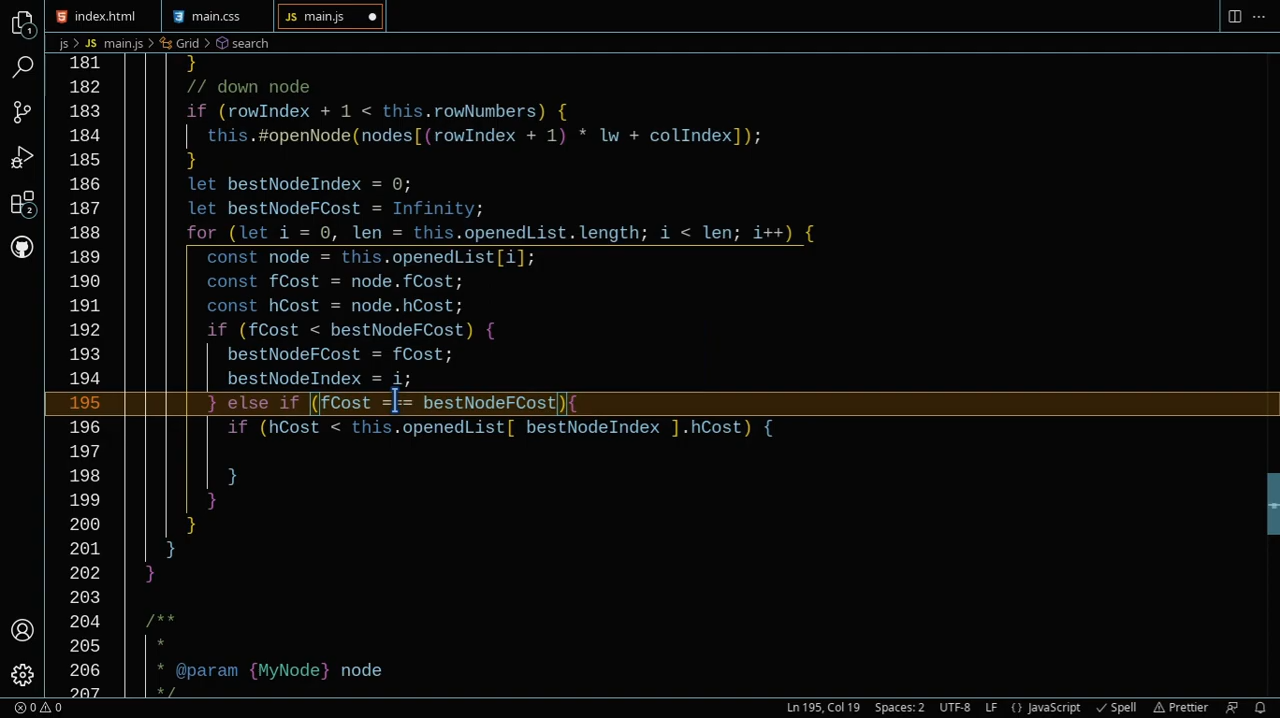 index.html main.css JS main.js
js > JS main.js > Grid > search
181 }
182 // down node
183 if (rowIndex + 1 < this.rowNumbers) {
184 this.#openNode(nodes[(rowIndex + 1) * lw + colIndex]);
185 }
186 let bestNodeIndex = 0;
187 let bestNodeFCost = Infinity;
188 for (let i = 0, len = this.openedList.length; i < len; i++) {
189 const node = this.openedList[i];
190 const fCost = node.fCost;
191 const hCost = node.hCost;
192 if (fCost < bestNodeFCost) {
193 bestNodeFCost = fCost;
194 bestNodeIndex = i;
195 } else if (fCost === bestNodeFCost){
196 if (hCost < this.openedList[ bestNodeIndex ].hCost) {
197
198 }
199 }
200 }
201 }
202 }
203
204 /**
205 *
206 * @param {MyNode} node
207 */
1
2
0 0 Ln 195, Col 19 Spaces: 2 UTF-8 LF {} JavaScript Spell Prettier